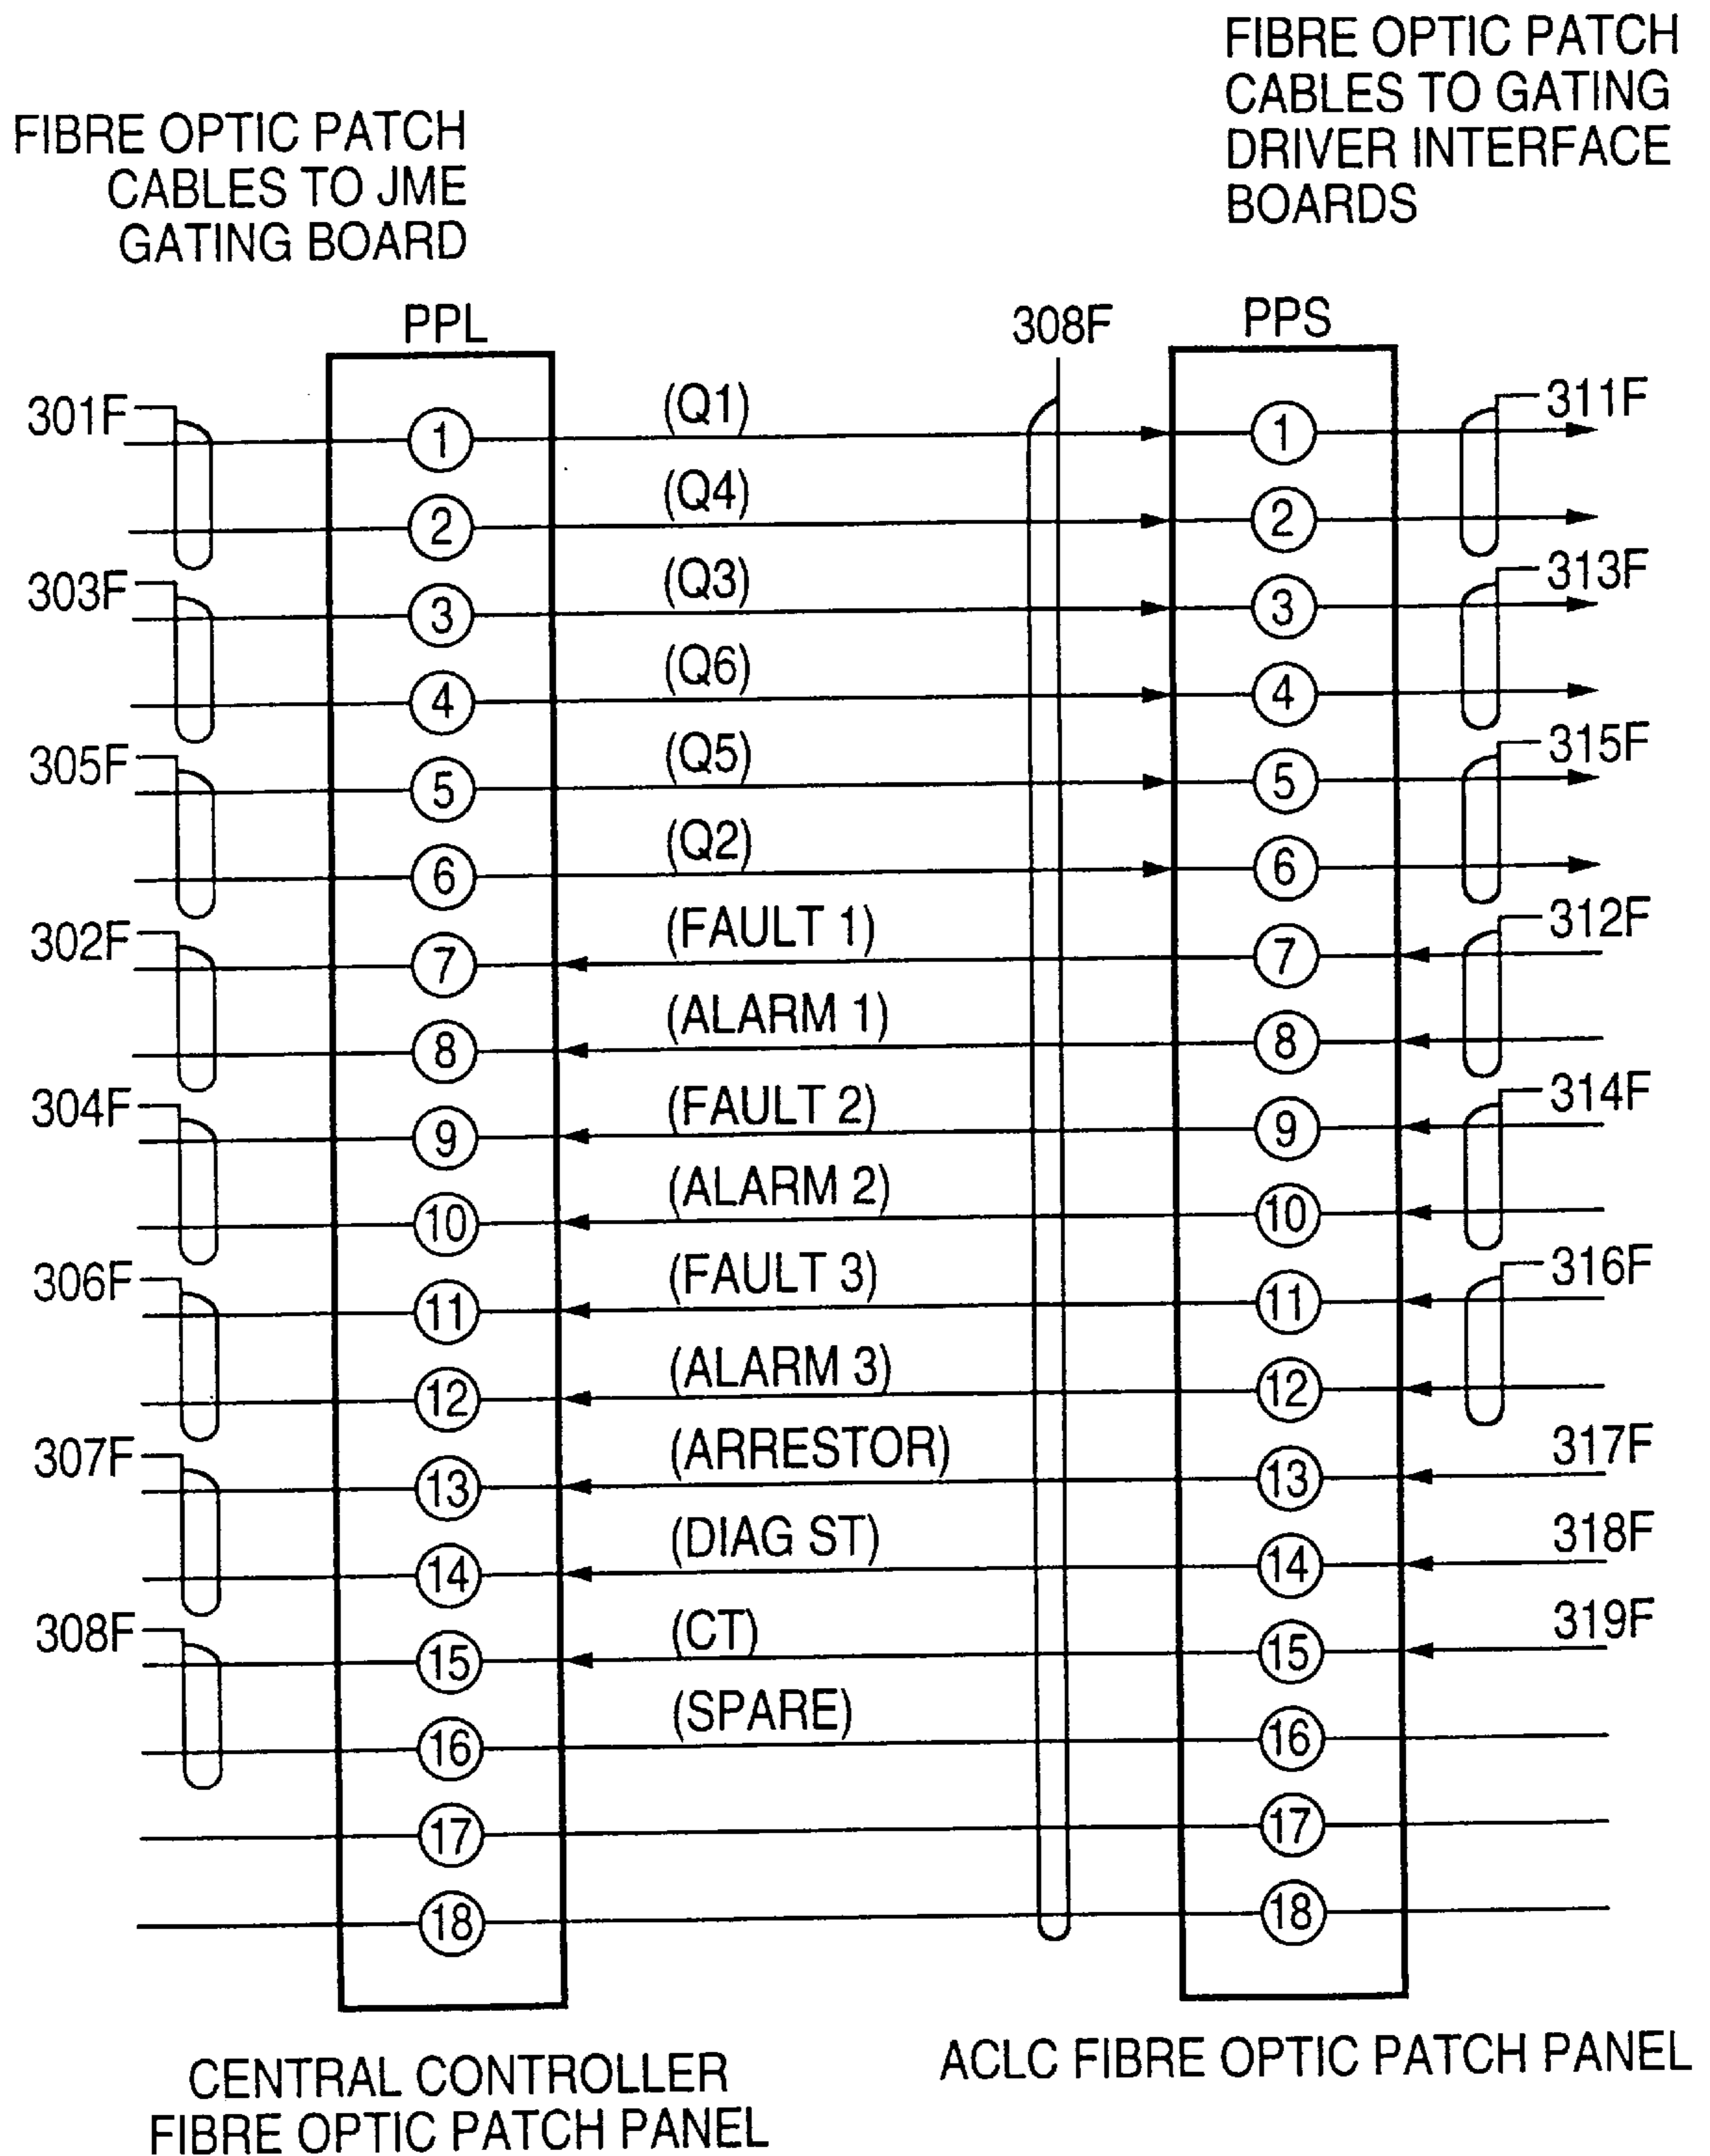 FIBRE OPTIC PATCH
CABLES TO JME
GATING BOARD
FIBRE OPTIC PATCH
CABLES TO GATING
DRIVER INTERFACE
BOARDS
PPL
308F
PPS
301F
1
(Q1)
1
311F
2
(Q4)
2
303F
3
(Q3)
3
313F
4
(Q6)
4
305F
5
(Q5)
5
315F
6
(Q2)
6
302F
7
(FAULT 1)
7
312F
8
(ALARM 1)
8
304F
9
(FAULT 2)
9
314F
10
(ALARM 2)
10
306F
11
(FAULT 3)
11
316F
12
(ALARM 3)
12
307F
13
(ARRESTOR)
13
317F
14
(DIAG ST)
14
318F
308F
15
(CT)
15
319F
16
(SPARE)
16
17
17
18
18
CENTRAL CONTROLLER
FIBRE OPTIC PATCH PANEL
ACLC FIBRE OPTIC PATCH PANEL